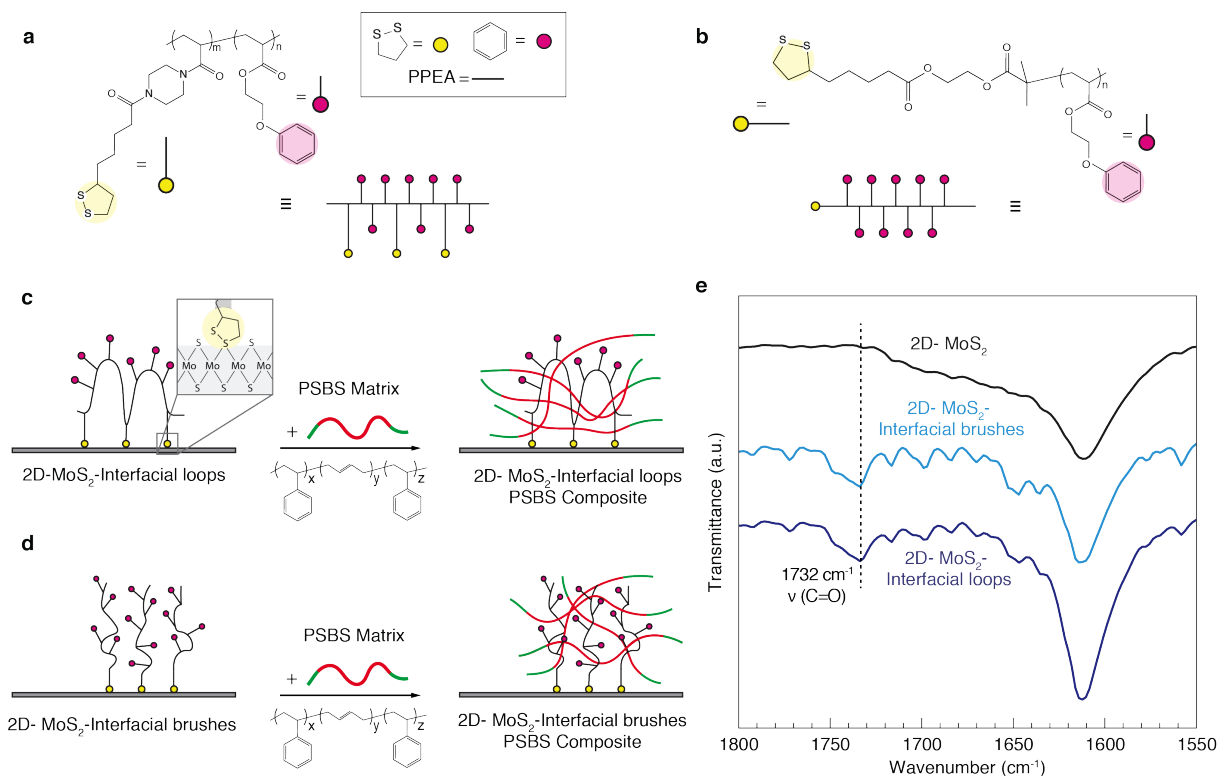 a
m
n
O
N
N
O
O
O
O
S
S
=
=
≡
S
S
=
=
PPEA =
b
S
S
O
O
O
O
n
O
O
O
=
=
≡
c
S
S
S
S
S
S
Mo
Mo
Mo
Mo
S
S
2D-MoS₂-Interfacial loops
PSBS Matrix
+
x
y
z
2D- MoS₂-Interfacial loops
PSBS Composite
d
2D- MoS₂-Interfacial brushes
PSBS Matrix
+
x
y
z
2D- MoS₂-Interfacial brushes
PSBS Composite
e
2D- MoS₂
2D- MoS₂-
Interfacial brushes
2D- MoS₂-
Interfacial loops
1732 cm⁻¹
ν (C=O)
Transmittance (a.u.)
1800
1750
1700
1650
1600
1550
Wavenumber (cm⁻¹)